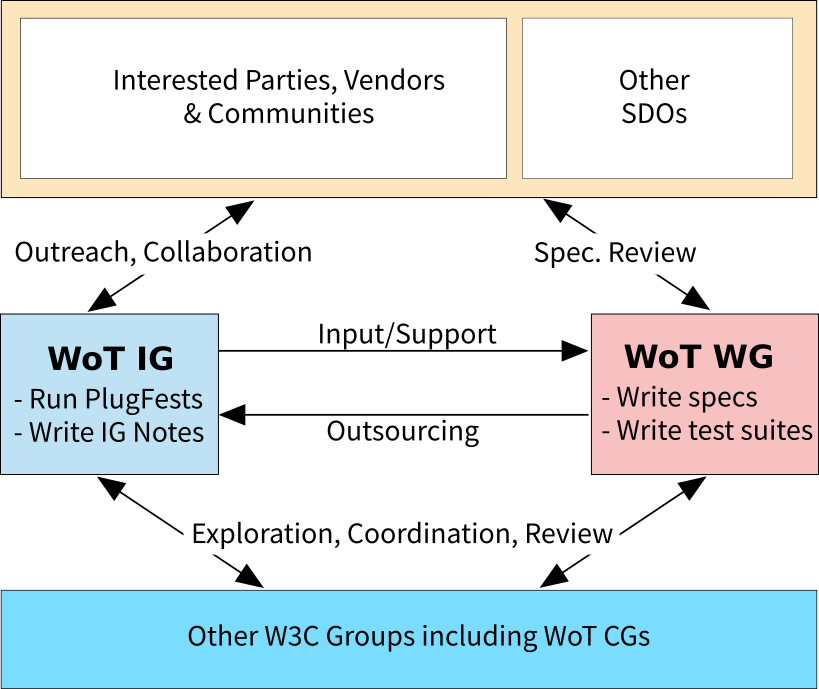 Interested Parties, Vendors
& Communities
Other
SDOs
Outreach, Collaboration
Spec. Review
WoT IG
- Run PlugFests
- Write IG Notes
Input/Support
Outsourcing
WoT WG
- Write specs
- Write test suites
Exploration, Coordination, Review
Other W3C Groups including WoT CGs